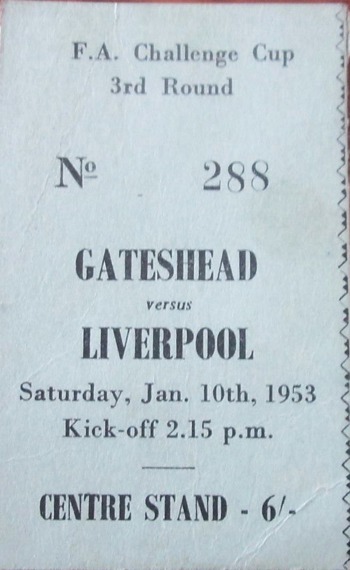 F.A. Challenge Cup
3rd Round
Nº 288
GATESHEAD
versus
LIVERPOOL
Saturday, Jan. 10th, 1953
Kick-off 2.15 p.m.
CENTRE STAND - 6/-